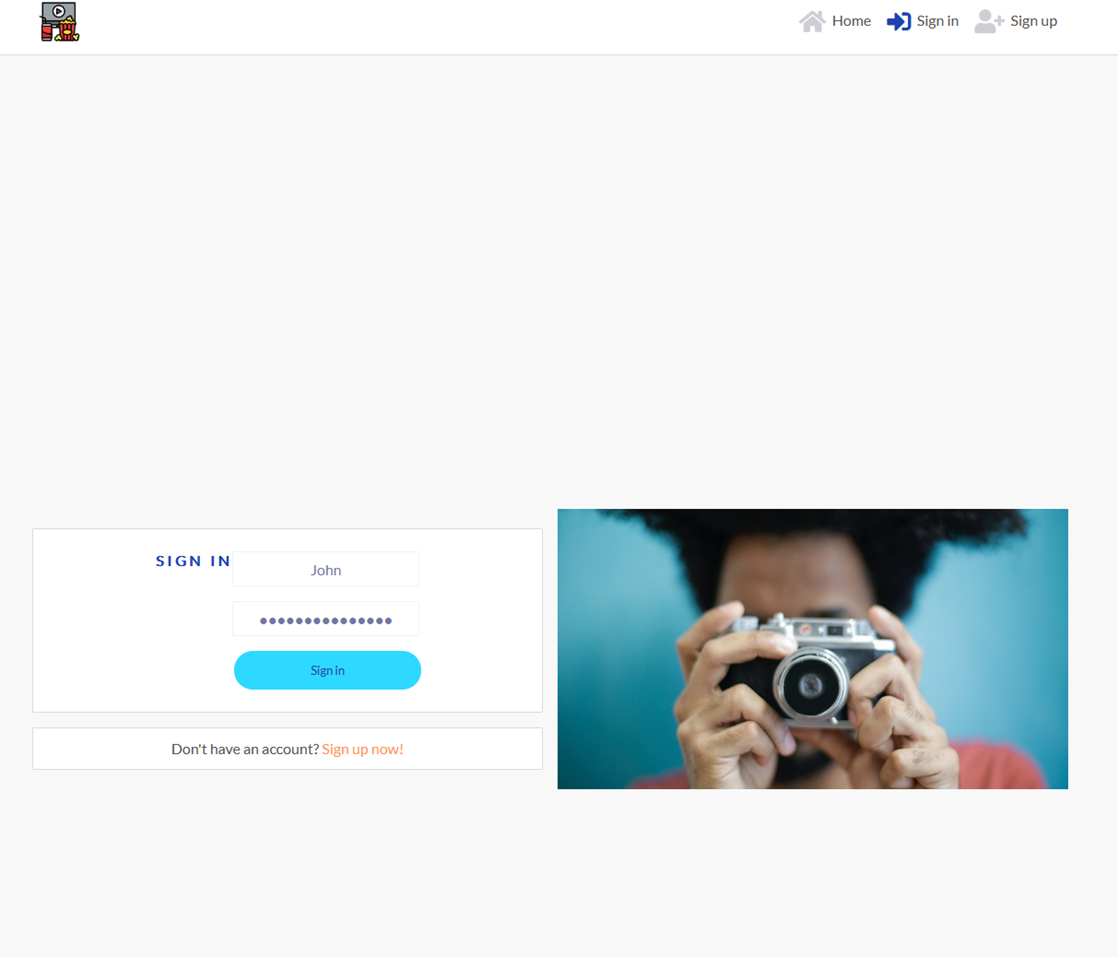 Home Sign in Sign up
SIGN IN
John
●●●●●●●●●●●●●●●
Sign in
Don't have an account? Sign up now!